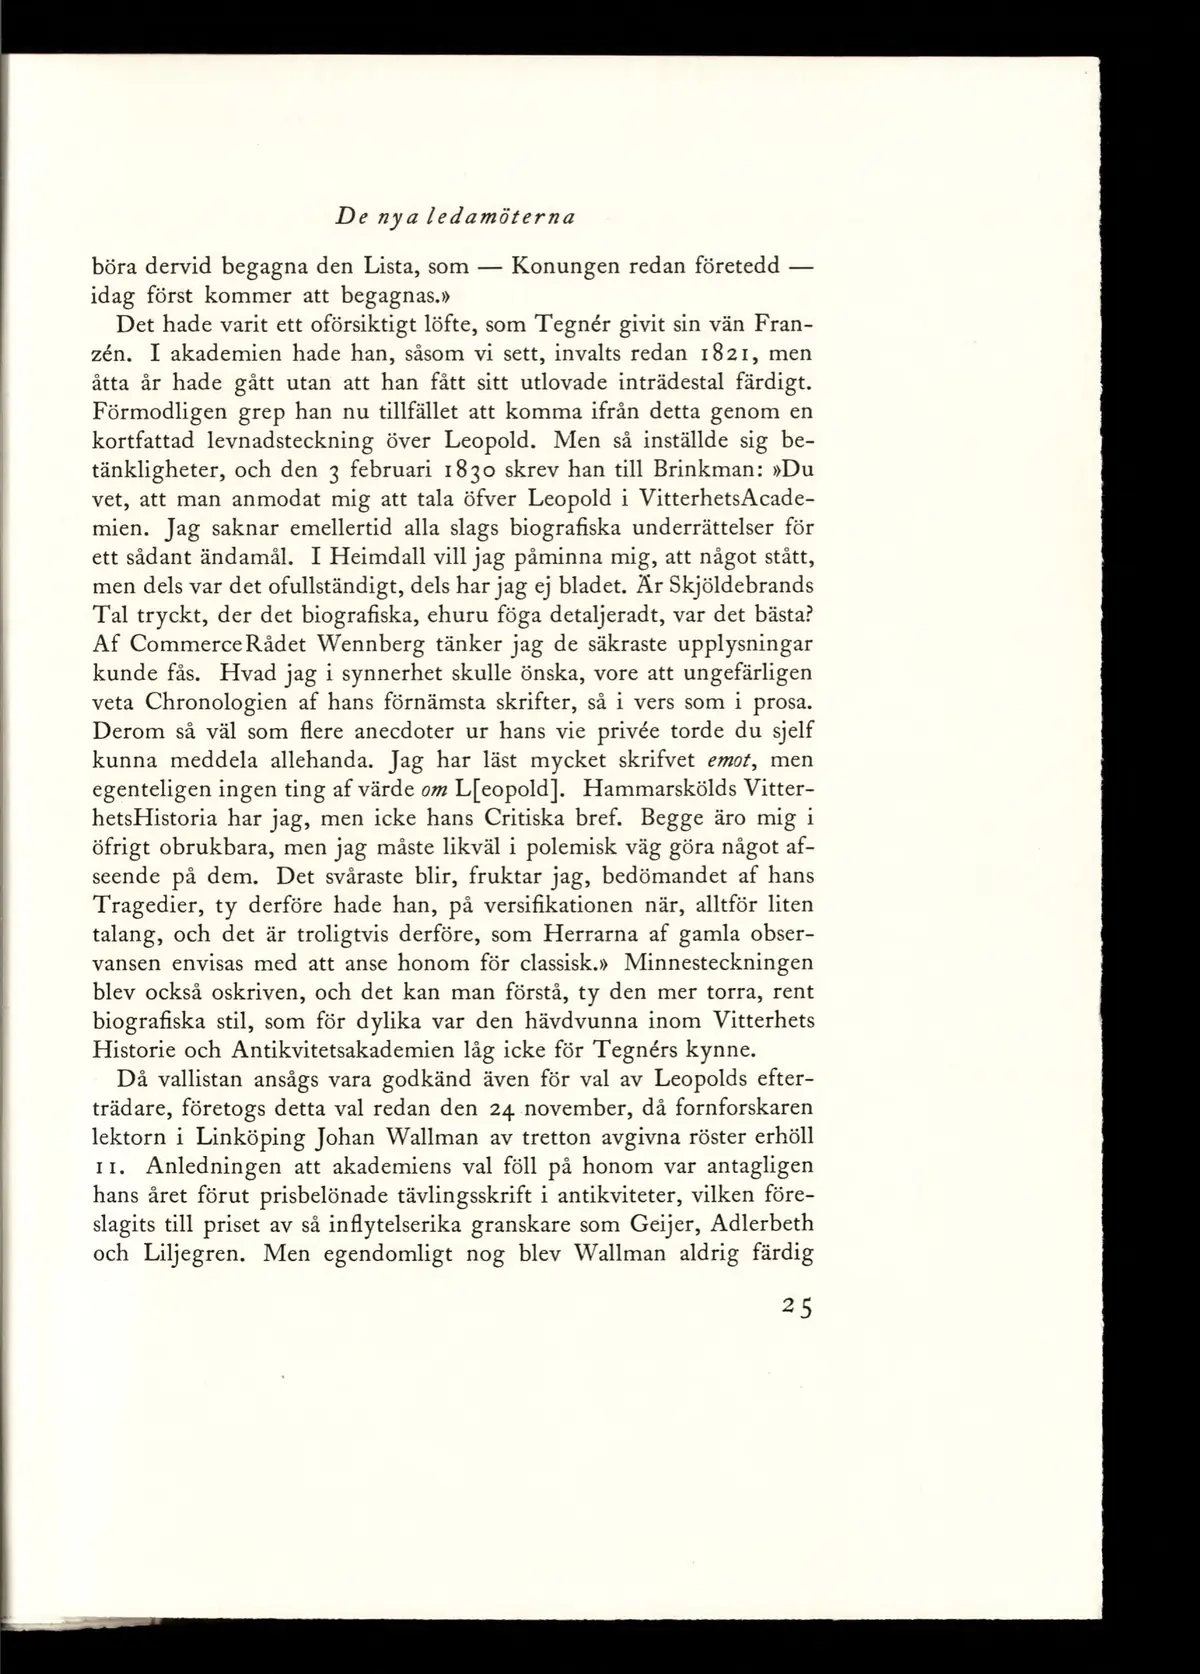 De nya ledamöterna
böra dervid begagna den Lista, som — Konungen redan företedd —
idag först kommer att begagnas.»
Det hade varit ett oförsiktigt löfte, som Tegnér givit sin vän Fran-
zén. I akademien hade han, såsom vi sett, invalts redan 1821, men
åtta år hade gått utan att han fått sitt utlovade inträdestal färdigt.
Förmodligen grep han nu tillfället att komma ifrån detta genom en
kortfattad levnadsteckning över Leopold. Men så inställde sig be-
tänkligheter, och den 3 februari 1830 skrev han till Brinkman: »Du
vet, att man anmodat mig att tala öfver Leopold i VitterhetsAcade-
mien. Jag saknar emellertid alla slags biografiska underrättelser för
ett sådant ändamål. I Heimdall vill jag påminna mig, att något stått,
men dels var det ofullständigt, dels har jag ej bladet. Är Skjöldebrands
Tal tryckt, der det biografiska, ehuru föga detaljeradt, var det bästa?
Af CommerceRådet Wennberg tänker jag de säkraste upplysningar
kunde fås. Hvad jag i synnerhet skulle önska, vore att ungefärligen
veta Chronologien af hans förnämsta skrifter, så i vers som i prosa.
Derom så väl som flere anecdoter ur hans vie privée torde du sjelf
kunna meddela allehanda. Jag har läst mycket skrifvet emot, men
egenteligen ingen ting af värde om L[eopold]. Hammarskölds Vitter-
hetsHistoria har jag, men icke hans Critiska bref. Begge äro mig i
öfrigt obrukbara, men jag måste likväl i polemisk väg göra något af-
seende på dem. Det svåraste blir, fruktar jag, bedömandet af hans
Tragedier, ty derföre hade han, på versifikationen när, alltför liten
talang, och det är troligtvis derföre, som Herrarna af gamla obser-
vansen envisas med att anse honom för classisk.» Minnesteckningen
blev också oskriven, och det kan man förstå, ty den mer torra, rent
biografiska stil, som för dylika var den hävdvunna inom Vitterhets
Historie och Antikvitetsakademien låg icke för Tegnérs kynne.
Då vallistan ansågs vara godkänd även för val av Leopolds efter-
trädare, företogs detta val redan den 24 november, då fornforskaren
lektorn i Linköping Johan Wallman av tretton avgivna röster erhöll
11. Anledningen att akademiens val föll på honom var antagligen
hans året förut prisbelönade tävlingsskrift i antikviteter, vilken före-
slagits till priset av så inflytelserika granskare som Geijer, Adlerbeth
och Liljegren. Men egendomligt nog blev Wallman aldrig färdig
25